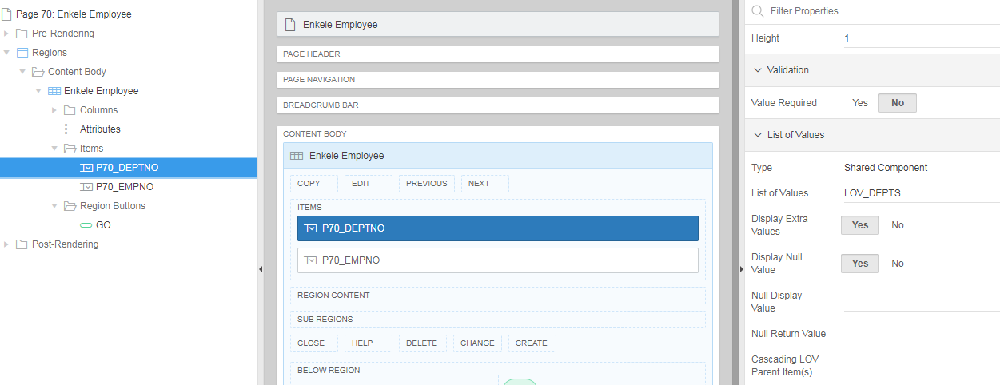 Page 70: Enkele Employee
Pre-Rendering
Regions
Content Body
Enkele Employee
Columns
Attributes
Items
P70_DEPTNO
P70_EMPNO
Region Buttons
GO
Post-Rendering
Enkele Employee
PAGE HEADER
PAGE NAVIGATION
BREADCRUMB BAR
CONTENT BODY
Enkele Employee
COPY EDIT PREVIOUS NEXT
ITEMS
P70_DEPTNO
P70_EMPNO
REGION CONTENT
SUB REGIONS
CLOSE HELP DELETE CHANGE CREATE
BELOW REGION
Filter Properties
Height 1
Validation
Value Required Yes No
List of Values
Type Shared Component
List of Values LOV_DEPTS
Display Extra
Values Yes No
Display Null
Value Yes No
Null Display
Value
Null Return Value
Cascading LOV
Parent Item(s)